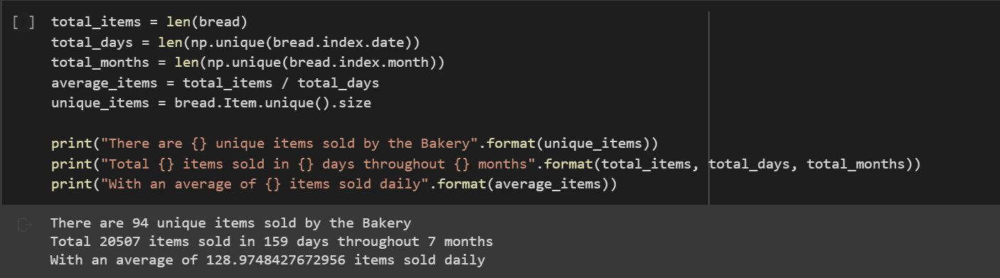 [ ] total_items = len(bread)
total_days = len(np.unique(bread.index.date))
total_months = len(np.unique(bread.index.month))
average_items = total_items / total_days
unique_items = bread.Item.unique().size
print("There are {} unique items sold by the Bakery".format(unique_items))
print("Total {} items sold in {} days throughout {} months".format(total_items, total_days, total_months))
print("With an average of {} items sold daily".format(average_items))
There are 94 unique items sold by the Bakery
Total 20507 items sold in 159 days throughout 7 months
With an average of 128.9748427672956 items sold daily